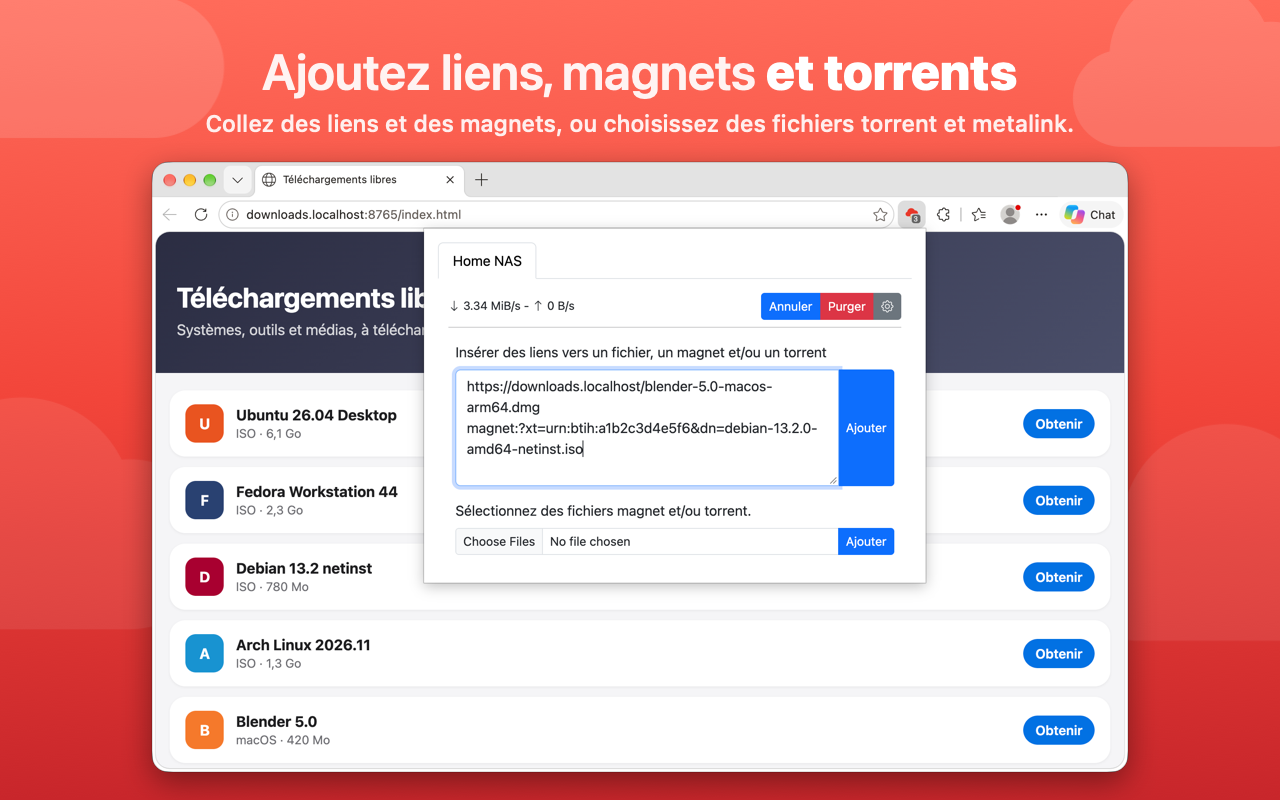 Ajoutez liens, magnets et torrents
Collez des liens et des magnets, ou choisissez des fichiers torrent et metalink.
Téléchargements libres
downloads.localhost:8765/index.html
3
Chat
Home NAS
↓ 3.34 MiB/s - ↑ 0 B/s
Annuler
Purger
Insérer des liens vers un fichier, un magnet et/ou un torrent
https://downloads.localhost/blender-5.0-macos-
arm64.dmg
magnet:?xt=urn:btih:a1b2c3d4e5f6&dn=debian-13.2.0-
amd64-netinst.iso
Ajouter
Sélectionnez des fichiers magnet et/ou torrent.
Choose Files
No file chosen
Ajouter
Téléchargements lib
Systèmes, outils et médias, à téléchar
U
Ubuntu 26.04 Desktop
ISO · 6,1 Go
Obtenir
F
Fedora Workstation 44
ISO · 2,3 Go
Obtenir
D
Debian 13.2 netinst
ISO · 780 Mo
Obtenir
A
Arch Linux 2026.11
ISO · 1,3 Go
Obtenir
B
Blender 5.0
macOS · 420 Mo
Obtenir